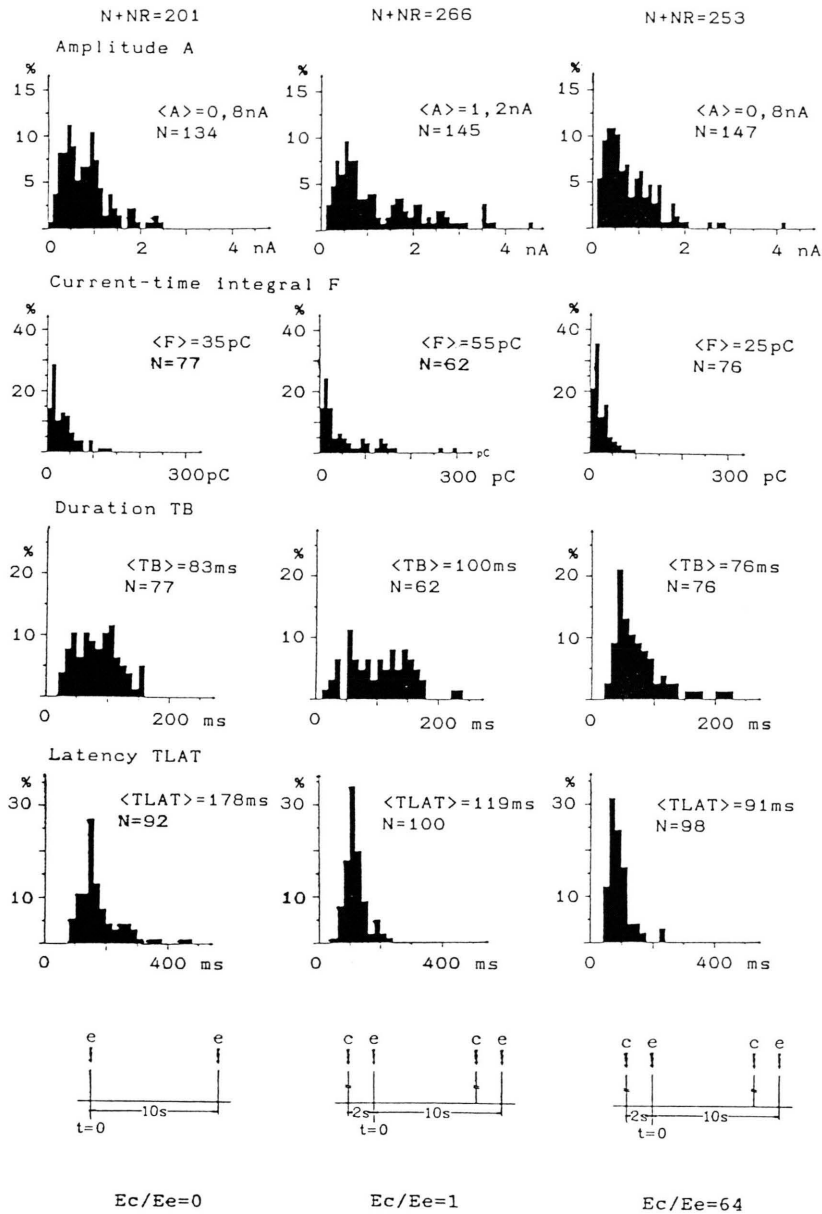 N+NR=201 N+NR=266 N+NR=253
Amplitude A
% % %
15 15 15
<A>=0,8nA <A>=1,2nA <A>=0,8nA
N=134 N=145 N=147
10 10 10
5 5 5
0 2 4 nA 0 2 4 nA 0 2 4 nA
Current-time integral F
% % %
40 40 40
<F>=35pC <F>=55pC <F>=25pC
N=77 N=62 N=76
20 20 20
pC
0 300pC 0 300 pC 0 300 pC
Duration TB
% % %
<TB>=83ms <TB>=100ms <TB>=76ms
20 20 20
N=77 N=62 N=76
10 10 10
0 200 ms 0 200 ms 0 200 ms
Latency TLAT
% % %
<TLAT>=178ms <TLAT>=119ms <TLAT>=91ms
30 30 30
N=92 N=100 N=98
10 10 10
0 400 ms 0 400 ms 0 400 ms
e e c e c e c e c e
10s 2s 10s 2s 10s
t=0 t=0 t=0
Ec/Ee=0 Ec/Ee=1 Ec/Ee=64